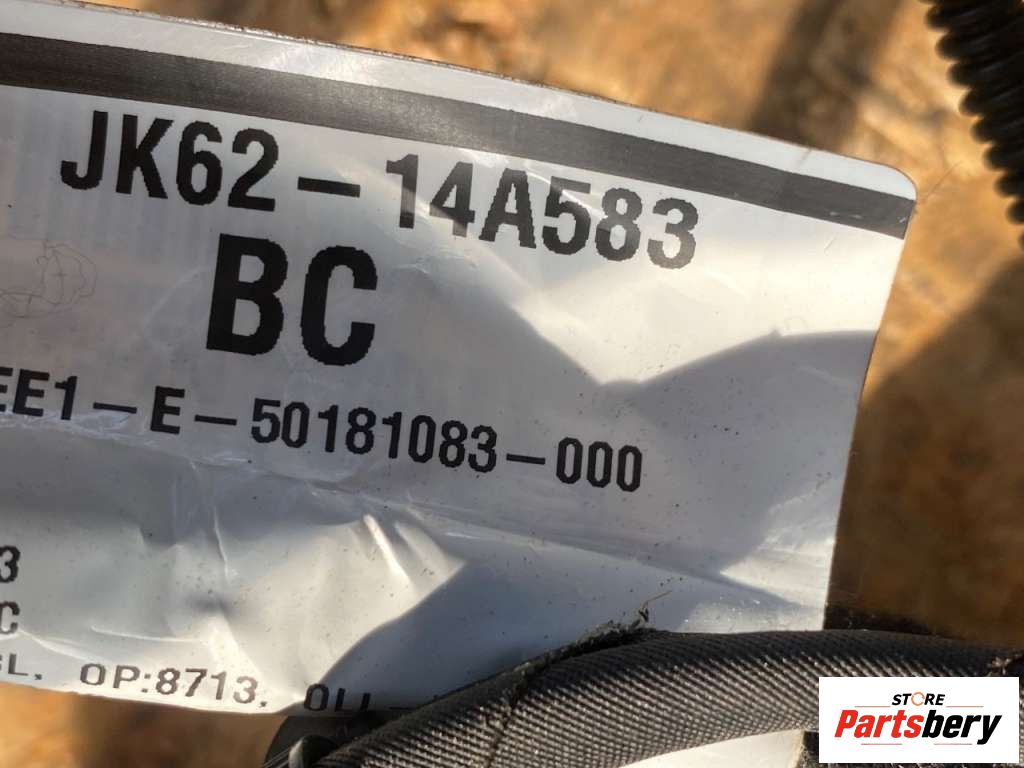 JK62-14A583
BC
EE1-E-50181083-000
3
C
OP:8713,
STORE
Partsbery